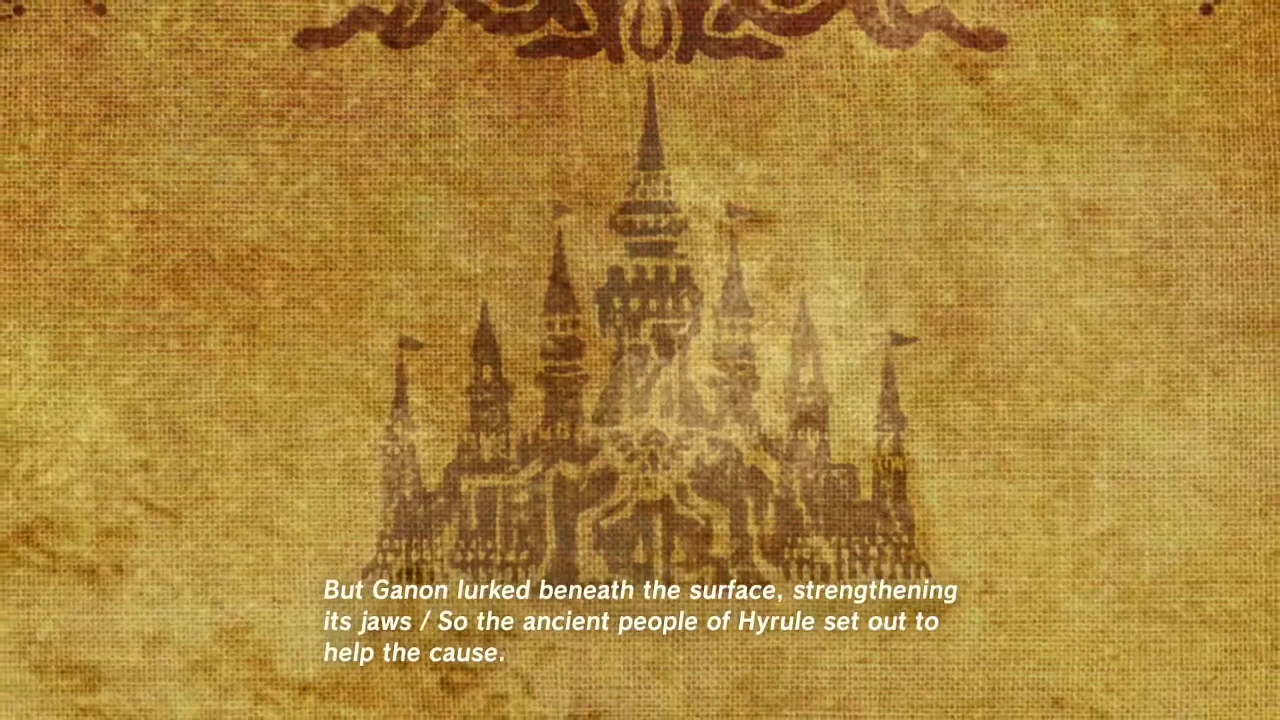 But Ganon lurked beneath the surface, strengthening
its jaws / So the ancient people of Hyrule set out to
help the cause.